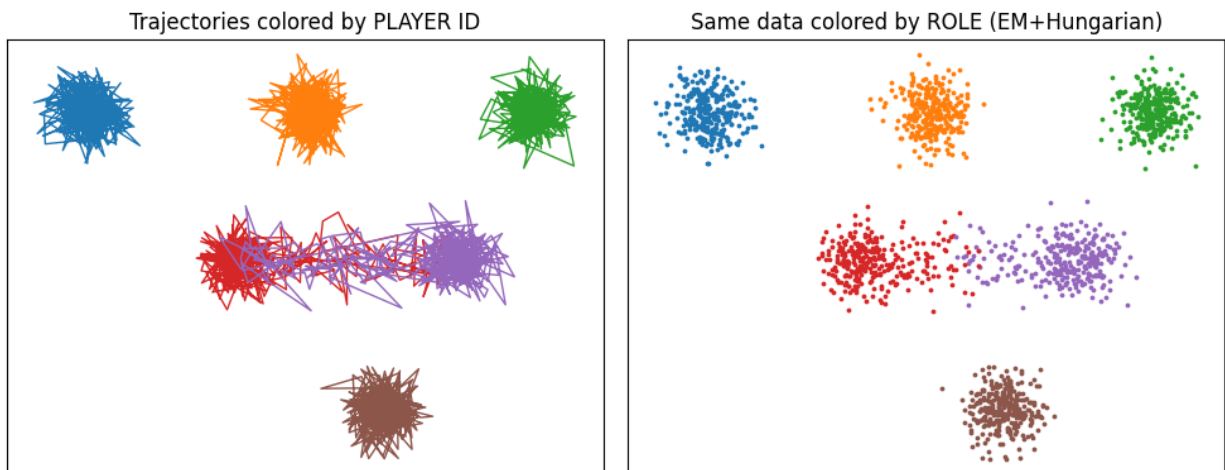 Trajectories colored by PLAYER ID
Same data colored by ROLE (EM+Hungarian)